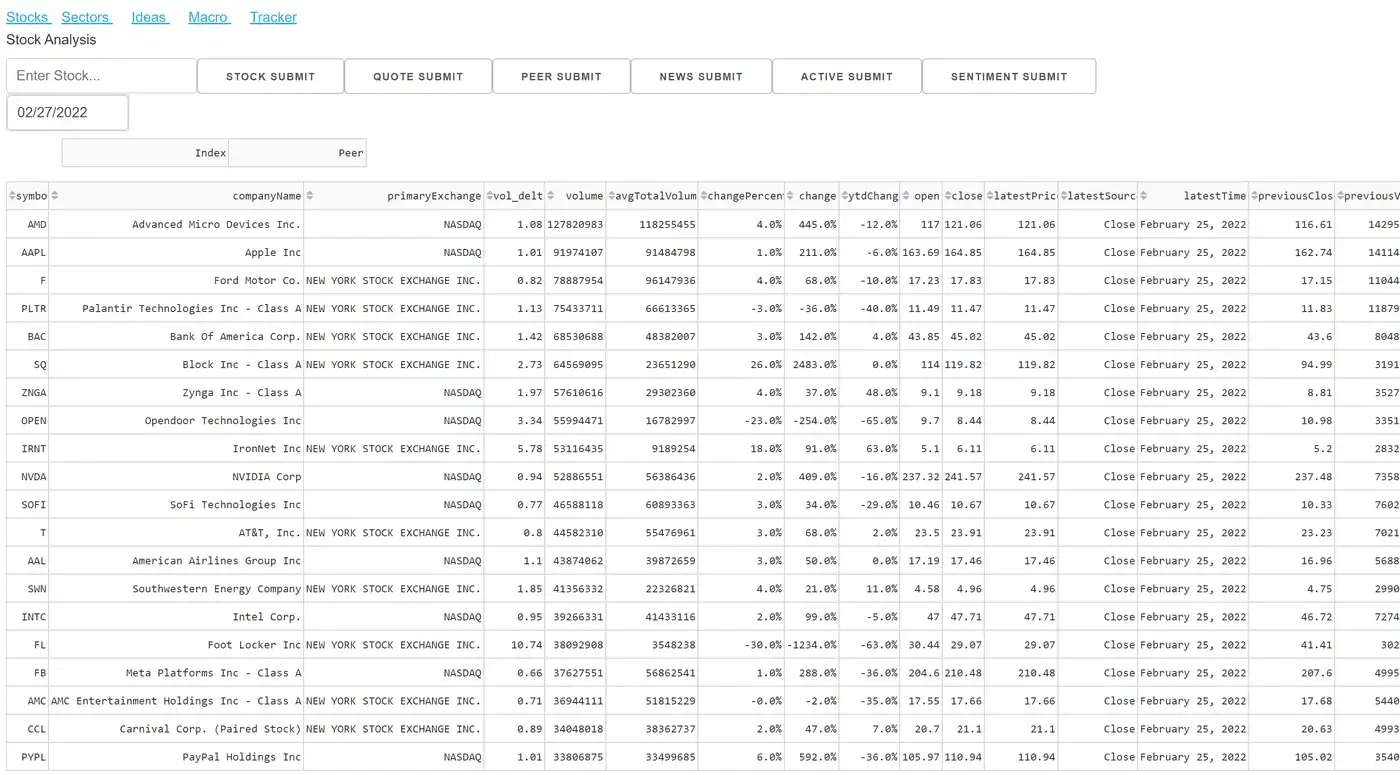 Stocks Sectors Ideas Macro Tracker
Stock Analysis
Enter Stock... STOCK SUBMIT QUOTE SUBMIT PEER SUBMIT NEWS SUBMIT ACTIVE SUBMIT SENTIMENT SUBMIT
02/27/2022
Index Peer
symbo companyName primaryExchange vol_delt volume avgTotalVolum changePercent change ytdChang open close latestPric latestSourc latestTime previousClos previousV
AMD Advanced Micro Devices Inc. NASDAQ 1.08 127820983 118255455 4.0% 445.0% -12.0% 117 121.06 121.06 Close February 25, 2022 116.61 14295
AAPL Apple Inc NASDAQ 1.01 91974107 91484798 1.0% 211.0% -6.0% 163.69 164.85 164.85 Close February 25, 2022 162.74 14114
F Ford Motor Co. NEW YORK STOCK EXCHANGE INC. 0.82 78887954 96147936 4.0% 68.0% -10.0% 17.23 17.83 17.83 Close February 25, 2022 17.15 11044
PLTR Palantir Technologies Inc - Class A NEW YORK STOCK EXCHANGE INC. 1.13 75433711 66613365 -3.0% -36.0% -40.0% 11.49 11.47 11.47 Close February 25, 2022 11.83 11879
BAC Bank Of America Corp. NEW YORK STOCK EXCHANGE INC. 1.42 68530688 48382007 3.0% 142.0% 4.0% 43.85 45.02 45.02 Close February 25, 2022 43.6 8048
SQ Block Inc - Class A NEW YORK STOCK EXCHANGE INC. 2.73 64569095 23651290 26.0% 2483.0% 0.0% 114 119.82 119.82 Close February 25, 2022 94.99 3191
ZNGA Zynga Inc - Class A NASDAQ 1.97 57610616 29302360 4.0% 37.0% 48.0% 9.1 9.18 9.18 Close February 25, 2022 8.81 3527
OPEN Opendoor Technologies Inc NASDAQ 3.34 55994471 16782997 -23.0% -254.0% -65.0% 9.7 8.44 8.44 Close February 25, 2022 10.98 3351
IRNT IronNet Inc NEW YORK STOCK EXCHANGE INC. 5.78 53116435 9189254 18.0% 91.0% 63.0% 5.1 6.11 6.11 Close February 25, 2022 5.2 2832
NVDA NVIDIA Corp NASDAQ 0.94 52886551 56386436 2.0% 409.0% -16.0% 237.32 241.57 241.57 Close February 25, 2022 237.48 7358
SOFI SoFi Technologies Inc NASDAQ 0.77 46588118 60893363 3.0% 34.0% -29.0% 10.46 10.67 10.67 Close February 25, 2022 10.33 7602
T AT&T, Inc. NEW YORK STOCK EXCHANGE INC. 0.8 44582310 55476961 3.0% 68.0% 2.0% 23.5 23.91 23.91 Close February 25, 2022 23.23 7021
AAL American Airlines Group Inc NASDAQ 1.1 43874062 39872659 3.0% 50.0% 0.0% 17.19 17.46 17.46 Close February 25, 2022 16.96 5688
SWN Southwestern Energy Company NEW YORK STOCK EXCHANGE INC. 1.85 41356332 22326821 4.0% 21.0% 11.0% 4.58 4.96 4.96 Close February 25, 2022 4.75 2990
INTC Intel Corp. NASDAQ 0.95 39266331 41433116 2.0% 99.0% -5.0% 47 47.71 47.71 Close February 25, 2022 46.72 7274
FL Foot Locker Inc NEW YORK STOCK EXCHANGE INC. 10.74 38092908 3548238 -30.0% -1234.0% -63.0% 30.44 29.07 29.07 Close February 25, 2022 41.41 302
FB Meta Platforms Inc - Class A NASDAQ 0.66 37627551 56862541 1.0% 288.0% -36.0% 204.6 210.48 210.48 Close February 25, 2022 207.6 4995
AMC AMC Entertainment Holdings Inc - Class A NEW YORK STOCK EXCHANGE INC. 0.71 36944111 51815229 -0.0% -2.0% -35.0% 17.55 17.66 17.66 Close February 25, 2022 17.68 5440
CCL Carnival Corp. (Paired Stock) NEW YORK STOCK EXCHANGE INC. 0.89 34048018 38362737 2.0% 47.0% 7.0% 20.7 21.1 21.1 Close February 25, 2022 20.63 4993
PYPL PayPal Holdings Inc NASDAQ 1.01 33806875 33499685 6.0% 592.0% -36.0% 105.97 110.94 110.94 Close February 25, 2022 105.02 3540